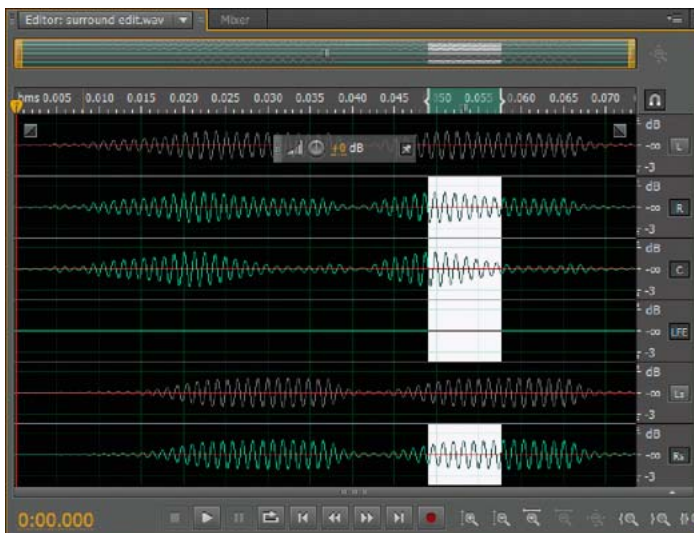 Editor: surround edit.wav Mixer
hms 0.005 0.010 0.015 0.020 0.025 0.030 0.035 0.040 0.045 0.055 0.060 0.065 0.070
dB
-∞ L
+0 dB
-3
dB
-∞ R
-3
dB
-∞ C
-3
dB
-∞ LFE
-3
dB
-∞ Ls
-3
dB
-∞ Rs
-3
0:00.000